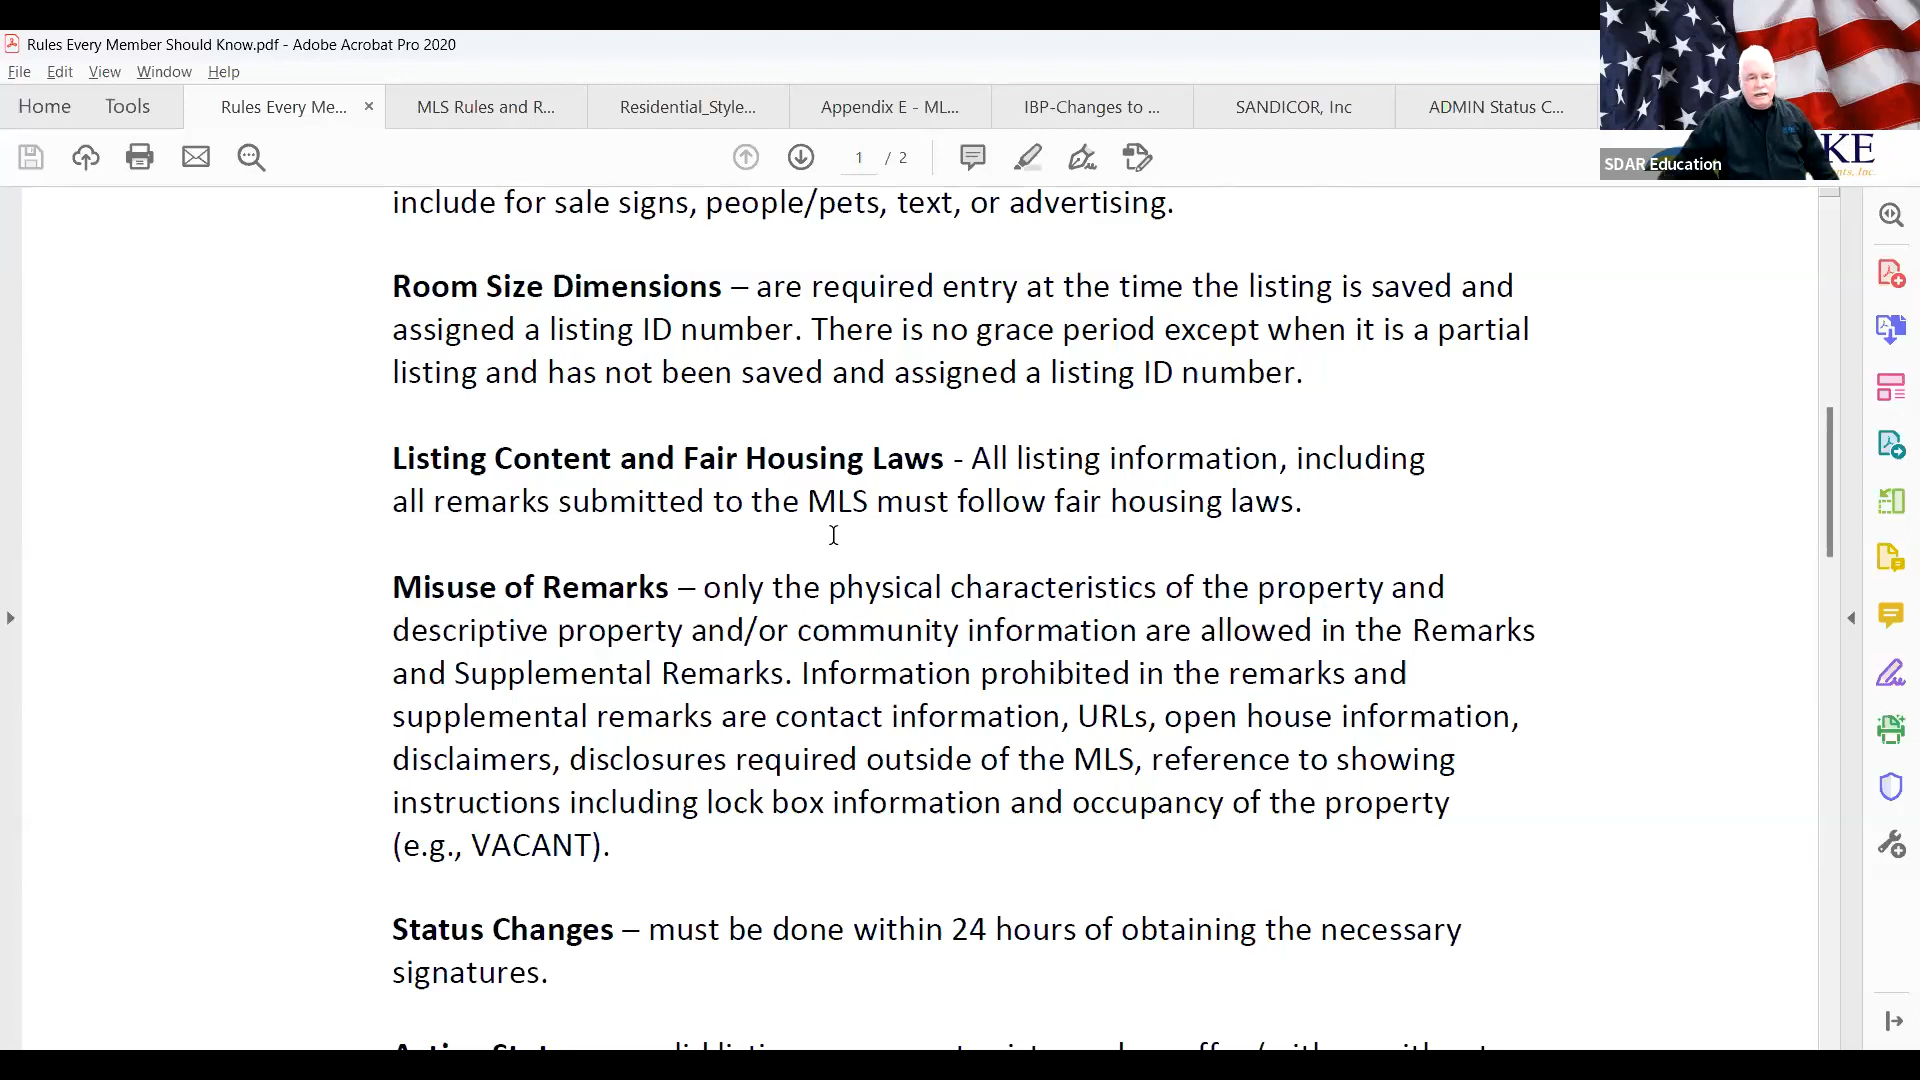 Rules Every Member Should Know.pdf - Adobe Acrobat Pro 2020
File Edit View Window Help
Home Tools Rules Every Me... × MLS Rules and R... Residential_Style... Appendix E - ML... IBP-Changes to ... SANDICOR, Inc ADMIN Status C...
1 / 2
KE
nts, Inc.
SDAR Education
include for sale signs, people/pets, text, or advertising.
Room Size Dimensions – are required entry at the time the listing is saved and
assigned a listing ID number. There is no grace period except when it is a partial
listing and has not been saved and assigned a listing ID number.
Listing Content and Fair Housing Laws - All listing information, including
all remarks submitted to the MLS must follow fair housing laws.
Misuse of Remarks – only the physical characteristics of the property and
descriptive property and/or community information are allowed in the Remarks
and Supplemental Remarks. Information prohibited in the remarks and
supplemental remarks are contact information, URLs, open house information,
disclaimers, disclosures required outside of the MLS, reference to showing
instructions including lock box information and occupancy of the property
(e.g., VACANT).
Status Changes – must be done within 24 hours of obtaining the necessary
signatures.